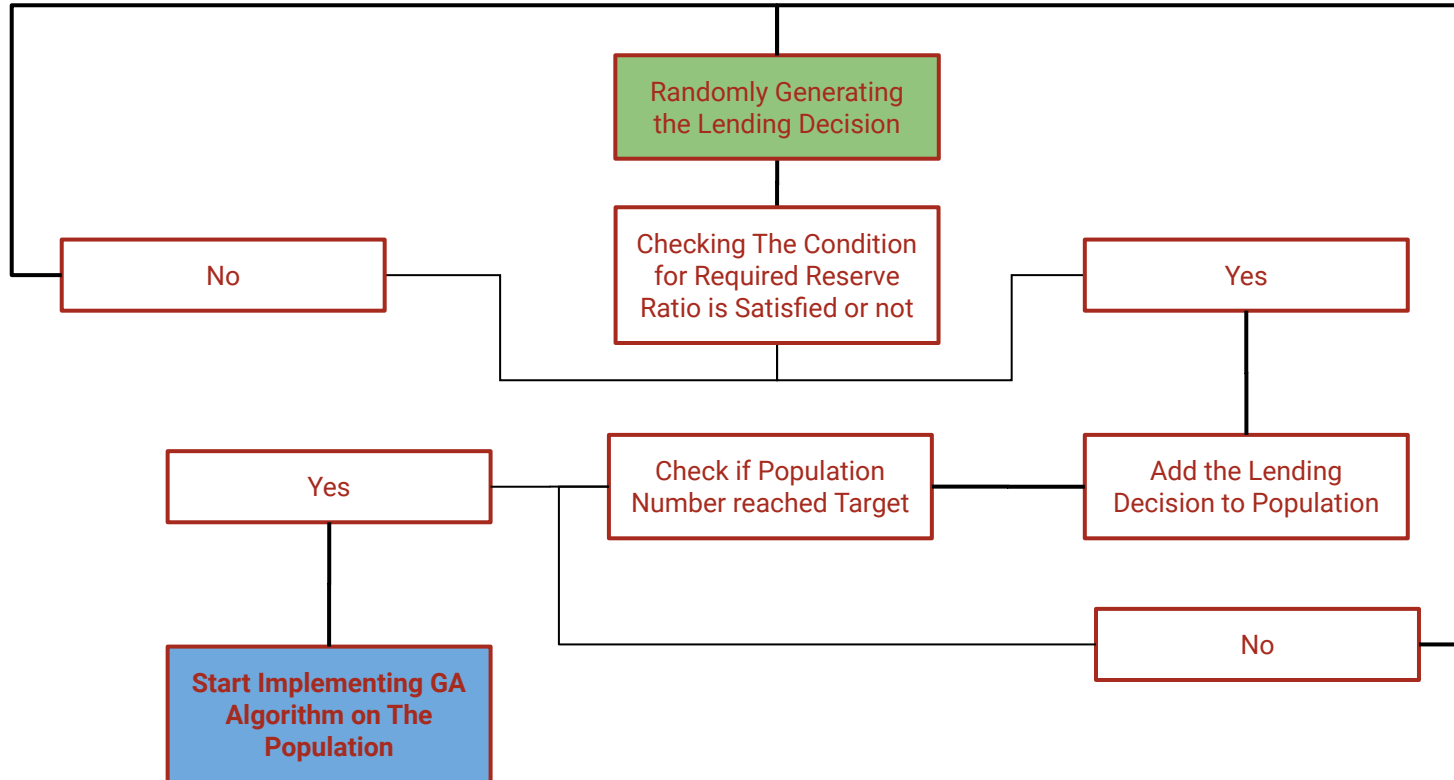 Randomly Generating
the Lending Decision
Checking The Condition
for Required Reserve
Ratio is Satisfied or not
No
Yes
Yes
Check if Population
Number reached Target
Add the Lending
Decision to Population
No
Start Implementing GA
Algorithm on The
Population